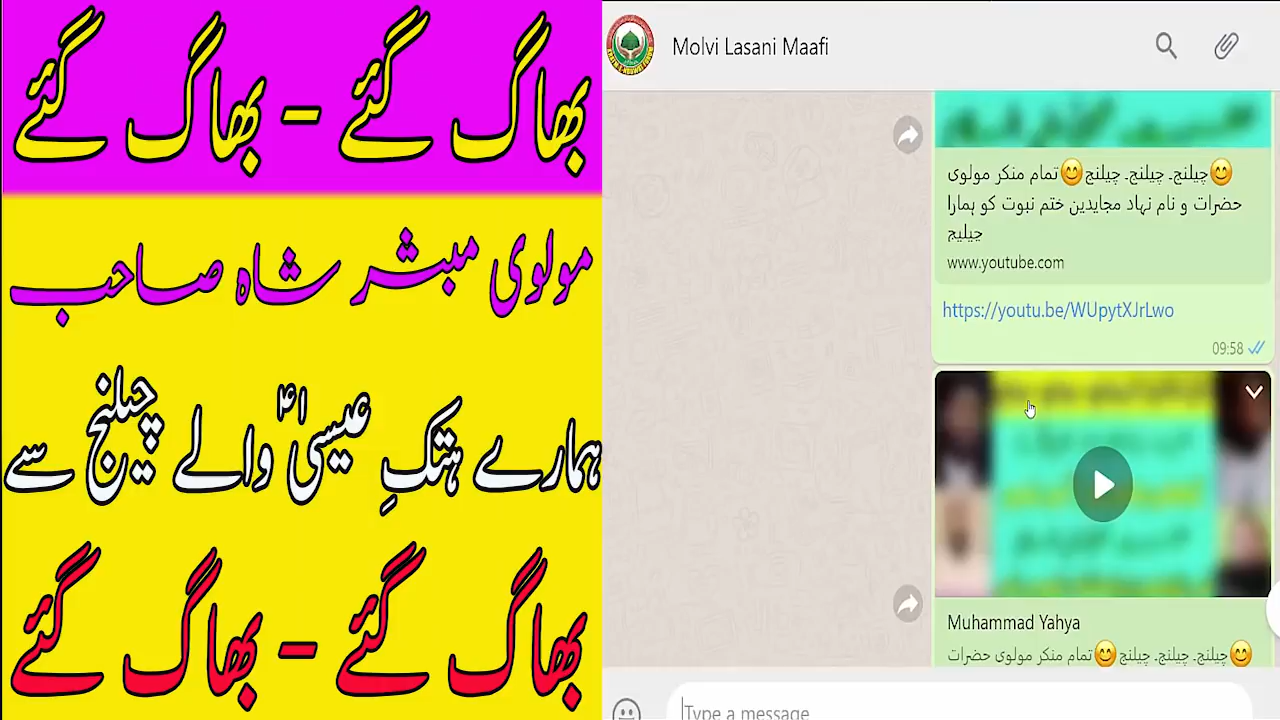 بھاگ گئے - بھاگ گئے
مولوی مبشر شاہ صاحب
ہمارے ہتکِ عیسیٰؑ والے چیلنج سے
بھاگ گئے - بھاگ گئے
Molvi Lasani Maafi
😊چیلنج۔ چیلنج۔ چیلنج😊تمام منکر مولوی
حضرات و نام نہاد مجاہدین ختم نبوت کو ہمارا
چیلیج
www.youtube.com
https://youtu.be/WUpytXJrLwo
09:58
Muhammad Yahya
😊چیلنج۔ چیلنج۔ چیلنج😊تمام منکر مولوی حضرات
Type a message